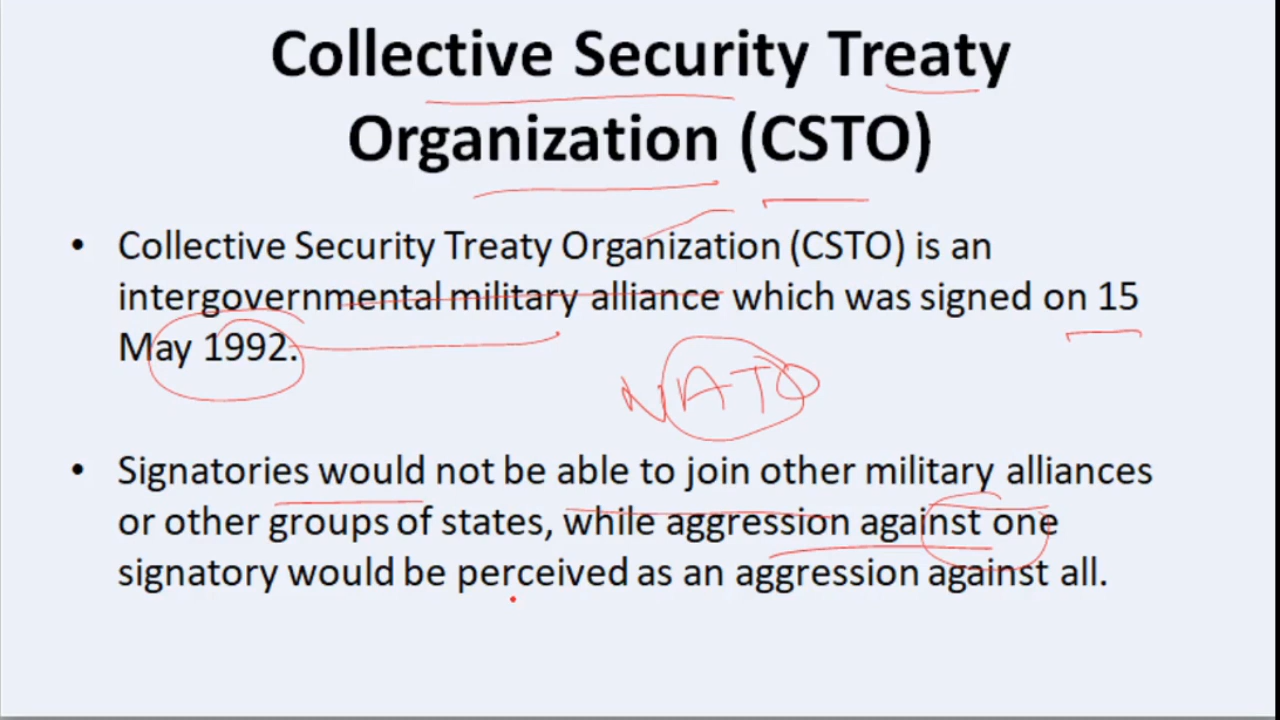 Collective Security Treaty
Organization (CSTO)
• Collective Security Treaty Organization (CSTO) is an
intergovernmental military alliance which was signed on 15
May 1992.
NATO
• Signatories would not be able to join other military alliances
or other groups of states, while aggression against one
signatory would be perceived as an aggression against all.